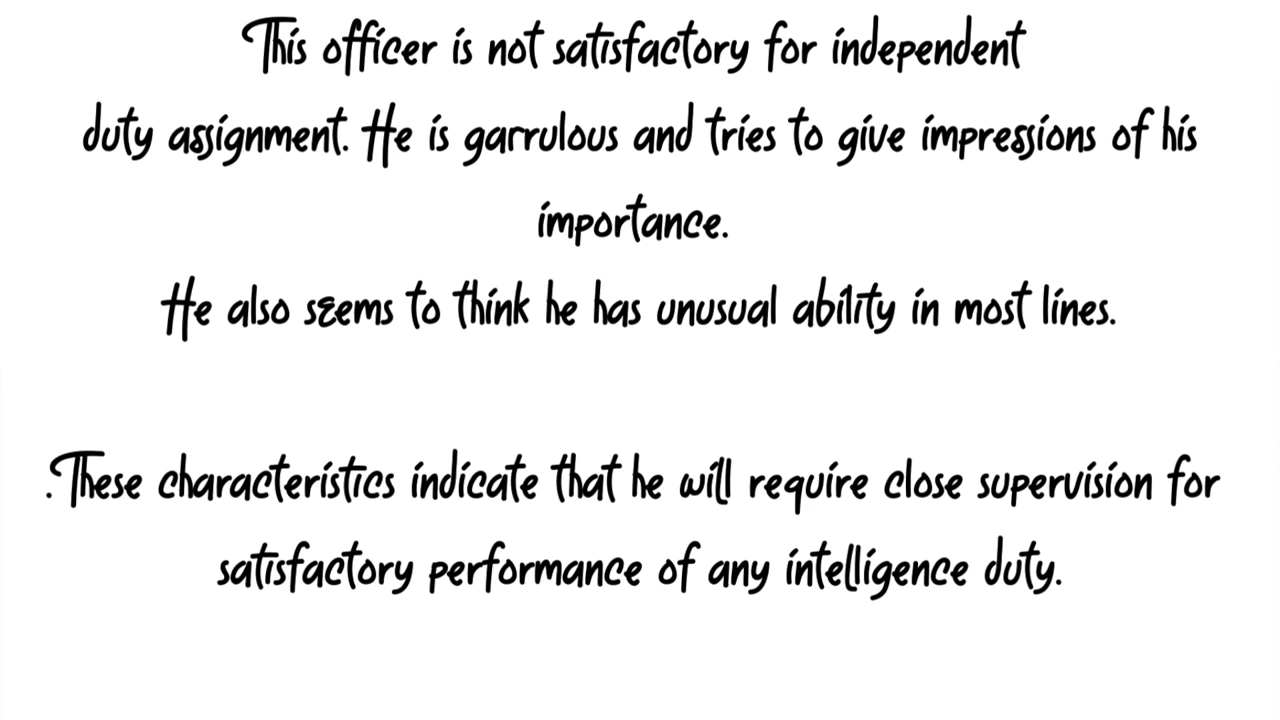 This officer is not satisfactory for independent
duty assignment. He is garrulous and tries to give impressions of his
importance.
He also seems to think he has unusual ability in most lines.
.These characteristics indicate that he will require close supervision for
satisfactory performance of any intelligence duty.